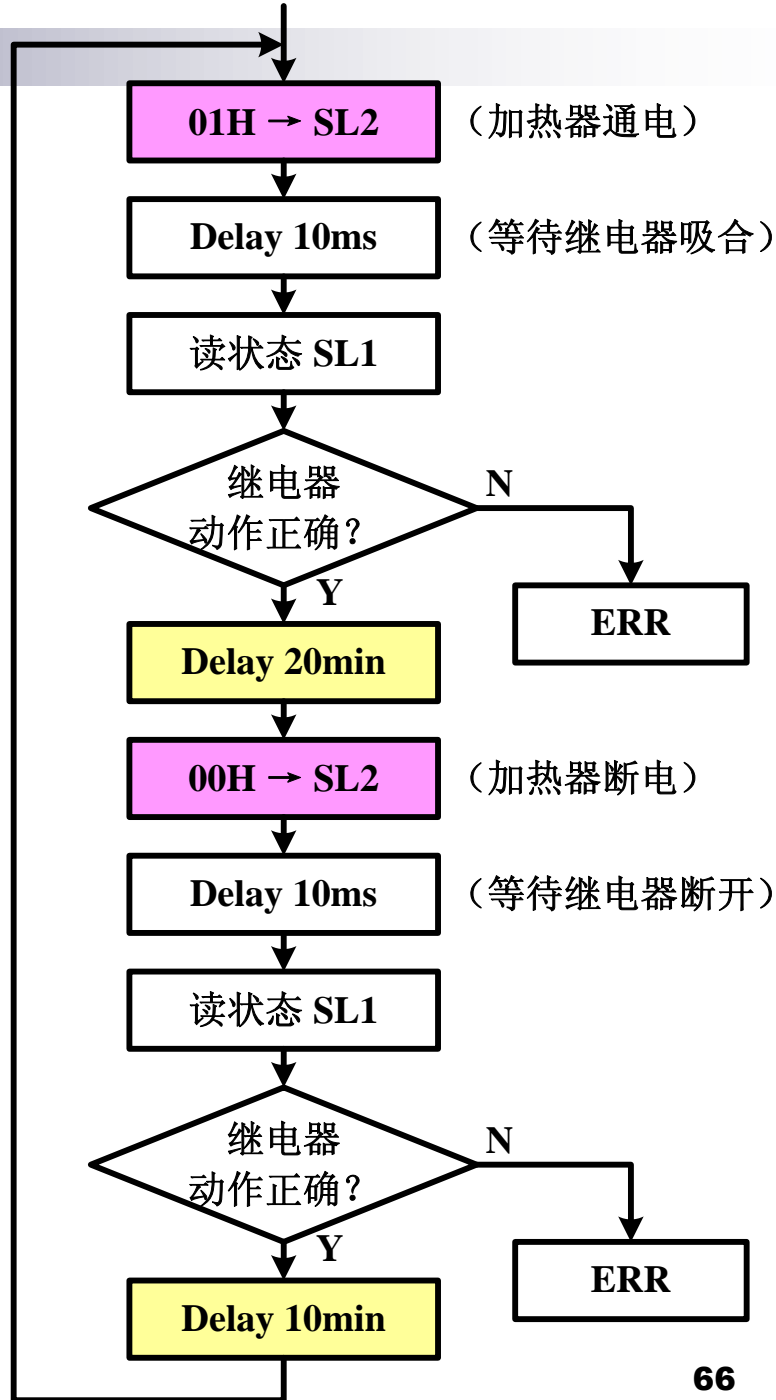 01H → SL2 （加热器通电）
Delay 10ms （等待继电器吸合）
读状态 SL1
继电器
动作正确？
N
Y
ERR
Delay 20min
00H → SL2 （加热器断电）
Delay 10ms （等待继电器断开）
读状态 SL1
继电器
动作正确？
N
Y
ERR
Delay 10min
66